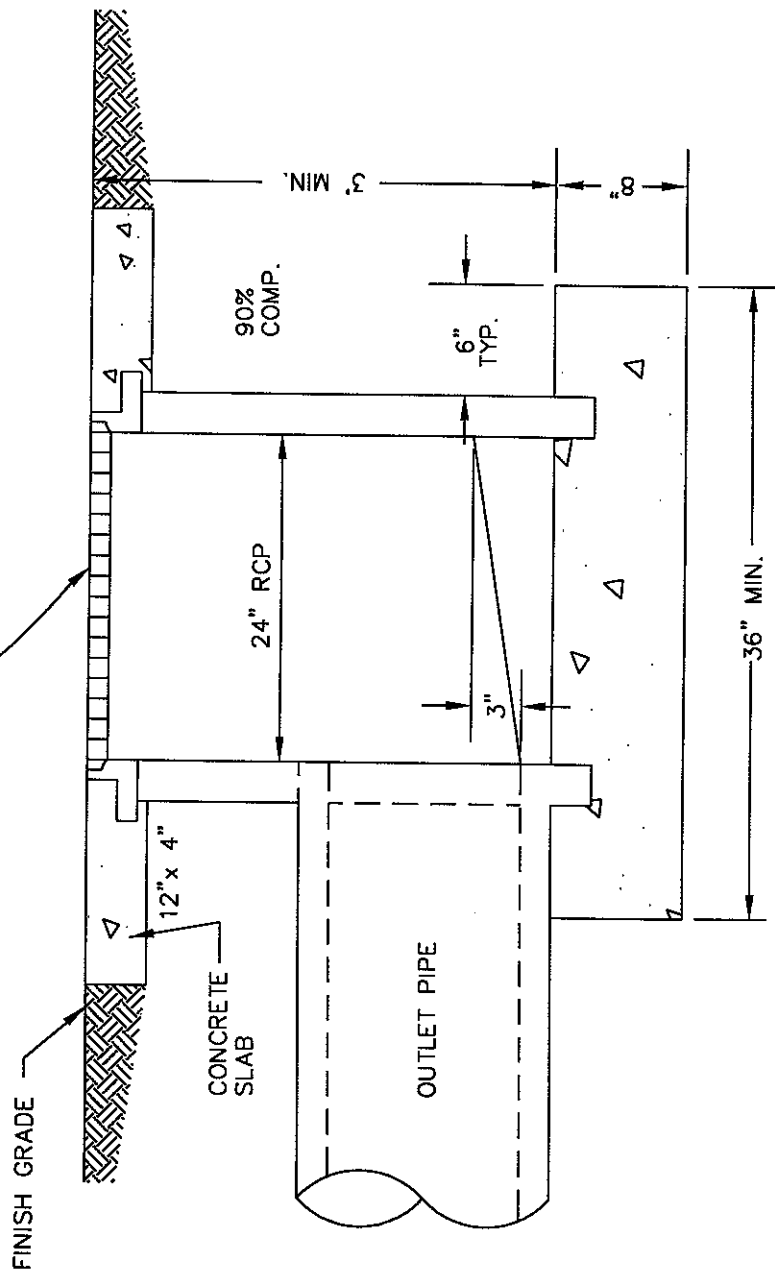 FINISH GRADE
CONCRETE
SLAB
12"x 4"
OUTLET PIPE
24" RCP
3"
90%
COMP.
6"
TYP.
3' MIN.
8"
36" MIN.